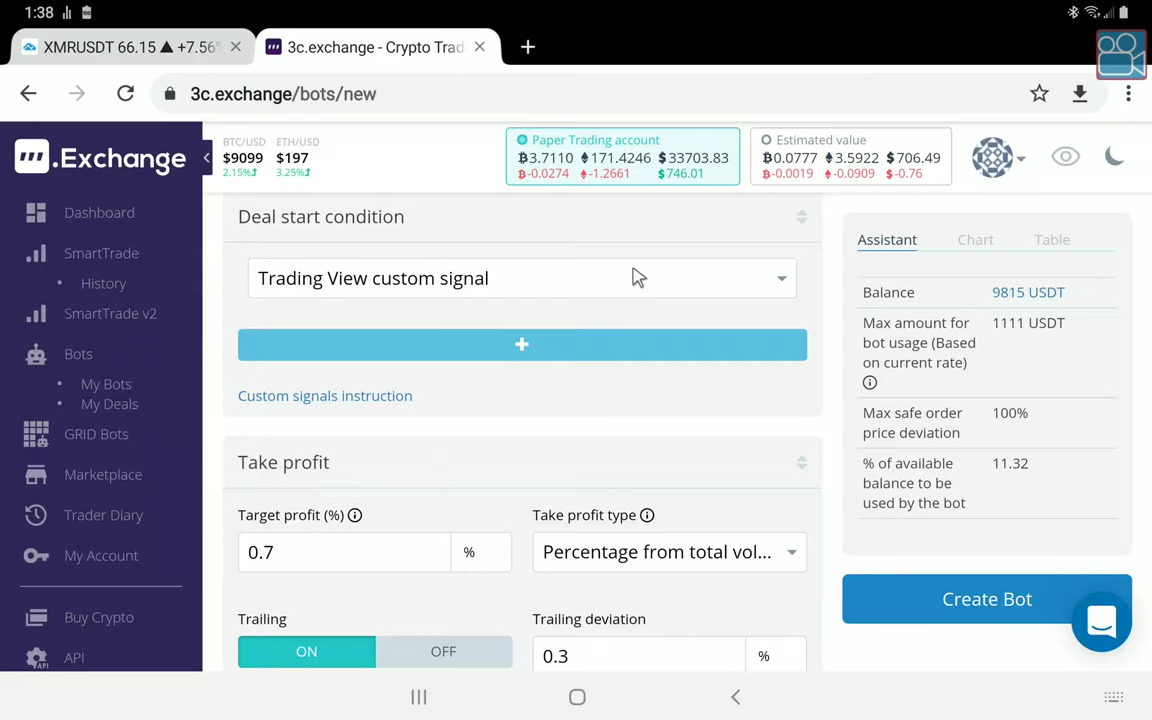 1:38
XMRUSDT 66.15 ▲ +7.56%
3c.exchange - Crypto Trad
3c.exchange/bots/new
.Exchange
BTC/USD ETH/USD
$9099 $197
2.15% 3.25%
Paper Trading account
3.7110 171.4246 $33703.83
-0.0274 -1.2661 $746.01
Estimated value
0.0777 3.5922 $706.49
-0.0019 -0.0909 $-0.76
Dashboard
SmartTrade
• History
SmartTrade v2
Bots
• My Bots
• My Deals
GRID Bots
Marketplace
Trader Diary
My Account
Buy Crypto
API
Deal start condition
Trading View custom signal
+
Custom signals instruction
Take profit
Target profit (%)
Take profit type
0.7 %
Percentage from total vol...
Trailing
Trailing deviation
ON OFF
0.3 %
Assistant Chart Table
Balance 9815 USDT
Max amount for 1111 USDT
bot usage (Based
on current rate)
Max safe order 100%
price deviation
% of available 11.32
balance to be
used by the bot
Create Bot